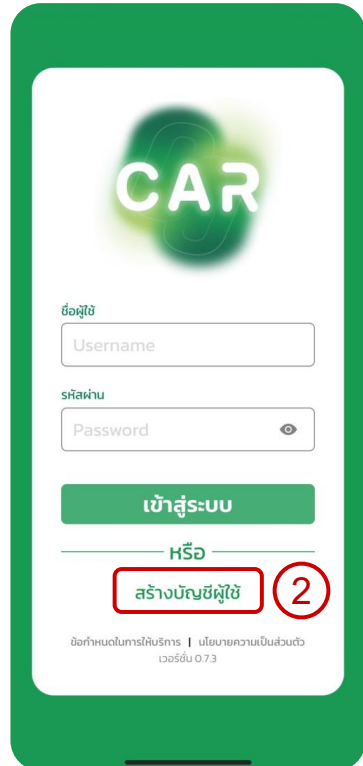 CAR
ชื่อผู้ใช้
Username
รหัสผ่าน
Password
เข้าสู่ระบบ
หรือ
สร้างบัญชีผู้ใช้ 2
ข้อกำหนดในการให้บริการ | นโยบายความเป็นส่วนตัว
เวอร์ชั่น 0.7.3